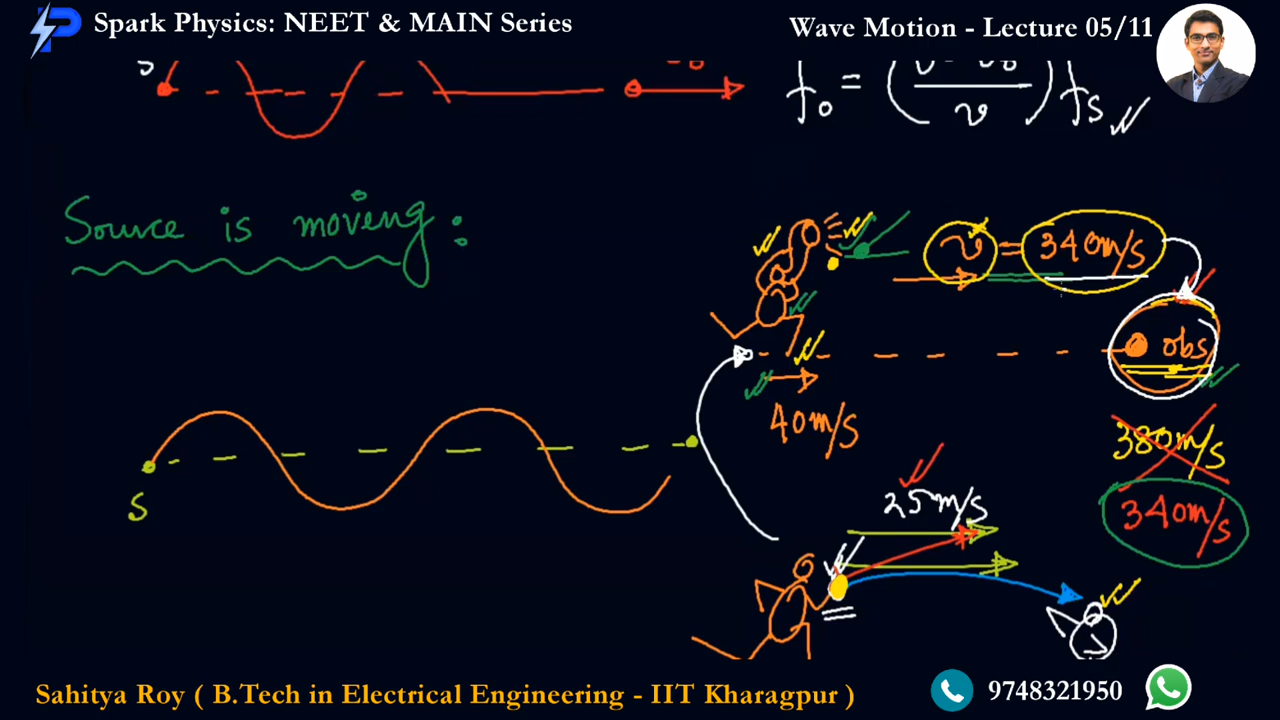 Spark Physics: NEET & MAIN Series
Wave Motion - Lecture 05/11
S
f₀ = (v - v₀ / v) fs
Source is moving:
v = 340m/s
obs
40m/s
380m/s
340m/s
25m/s
S
Sahitya Roy ( B.Tech in Electrical Engineering - IIT Kharagpur )
9748321950